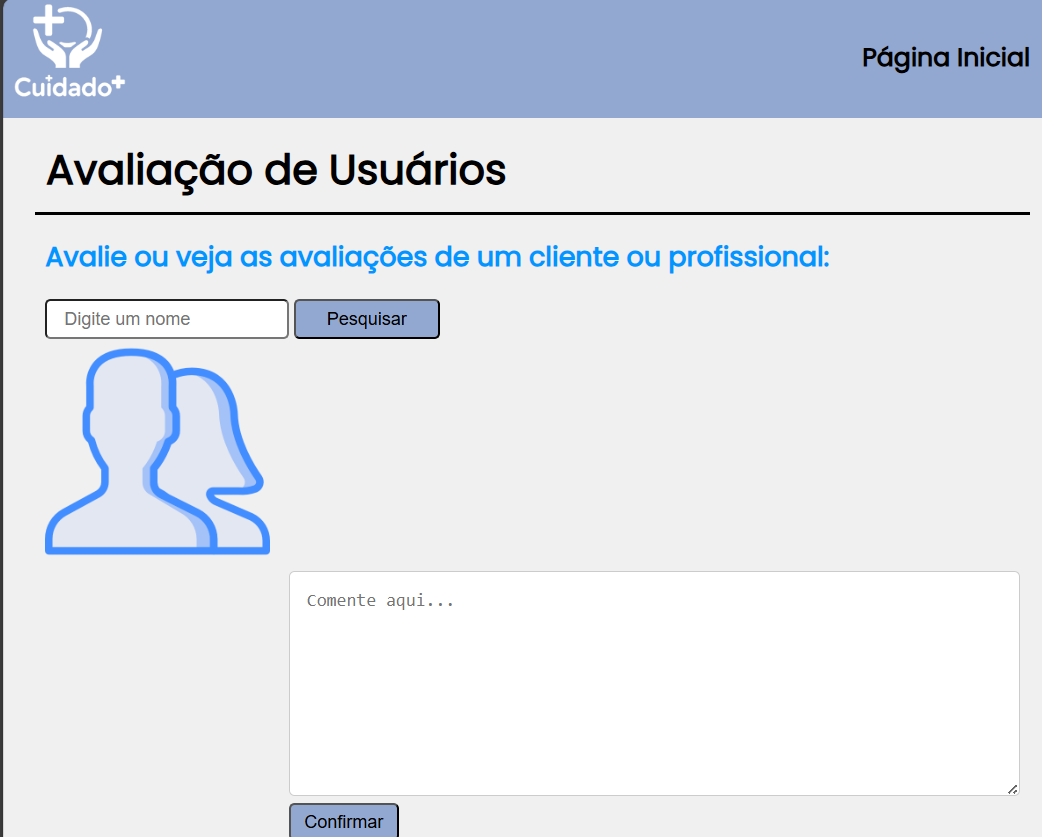 Cuidado+
Página Inicial
Avaliação de Usuários
Avalie ou veja as avaliações de um cliente ou profissional:
Digite um nome
Pesquisar
Comente aqui...
Confirmar